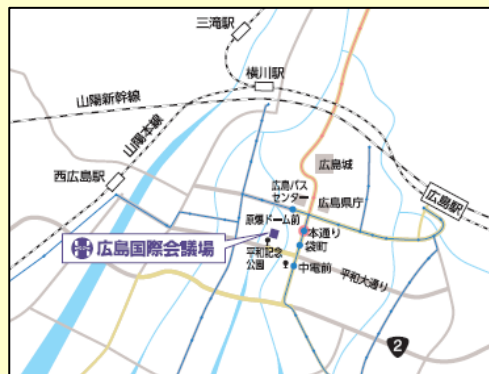 三滝駅
横川駅
山陽新幹線
山陽本線
広島城
西広島駅
広島バス
センター
広島県庁
広島駅
原爆ドーム前
本通り
広島国際会議場
袋町
平和記念
公園
中電前
平和大通り
2